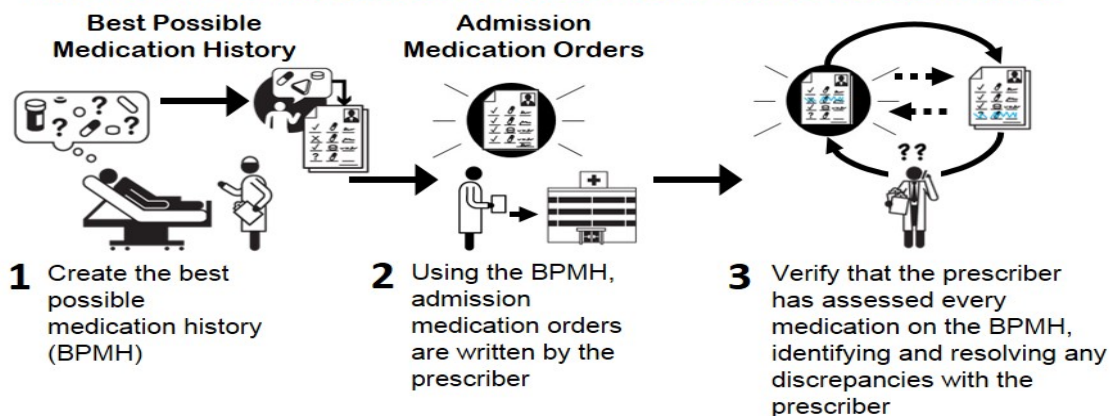 Best Possible
Medication History
Admission
Medication Orders
? ? ?
??
1 Create the best
possible
medication history
(BPMH)
2 Using the BPMH,
admission
medication orders
are written by the
prescriber
3 Verify that the prescriber
has assessed every
medication on the BPMH,
identifying and resolving any
discrepancies with the
prescriber